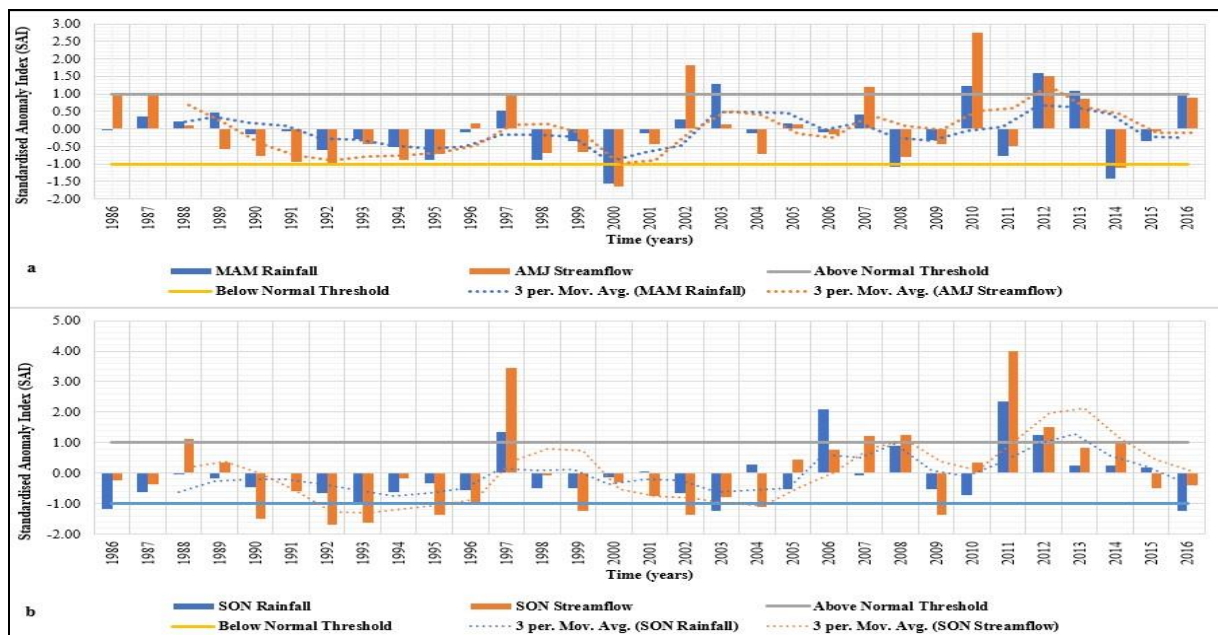 Standardised Anomaly Index (SAI)
3.00
2.50
2.00
1.50
1.00
0.50
0.00
-0.50
-1.00
-1.50
-2.00
1986 1987 1988 1989 1990 1991 1992 1993 1994 1995 1996 1997 1998 1999 2000 2001 2002 2003 2004 2005 2006 2007 2008 2009 2010 2011 2012 2013 2014 2015 2016
Time (years)
a
MAM Rainfall AMJ Streamflow Above Normal Threshold
Below Normal Threshold 3 per. Mov. Avg. (MAM Rainfall) 3 per. Mov. Avg. (AMJ Streamflow)
Standardised Anomaly Index (SAI)
5.00
4.00
3.00
2.00
1.00
0.00
-1.00
-2.00
1986 1987 1988 1989 1990 1991 1992 1993 1994 1995 1996 1997 1998 1999 2000 2001 2002 2003 2004 2005 2006 2007 2008 2009 2010 2011 2012 2013 2014 2015 2016
Time (years)
SON Rainfall SON Streamflow Above Normal Threshold
b
Below Normal Threshold 3 per. Mov. Avg. (SON Rainfall) 3 per. Mov. Avg. (SON Streamflow)